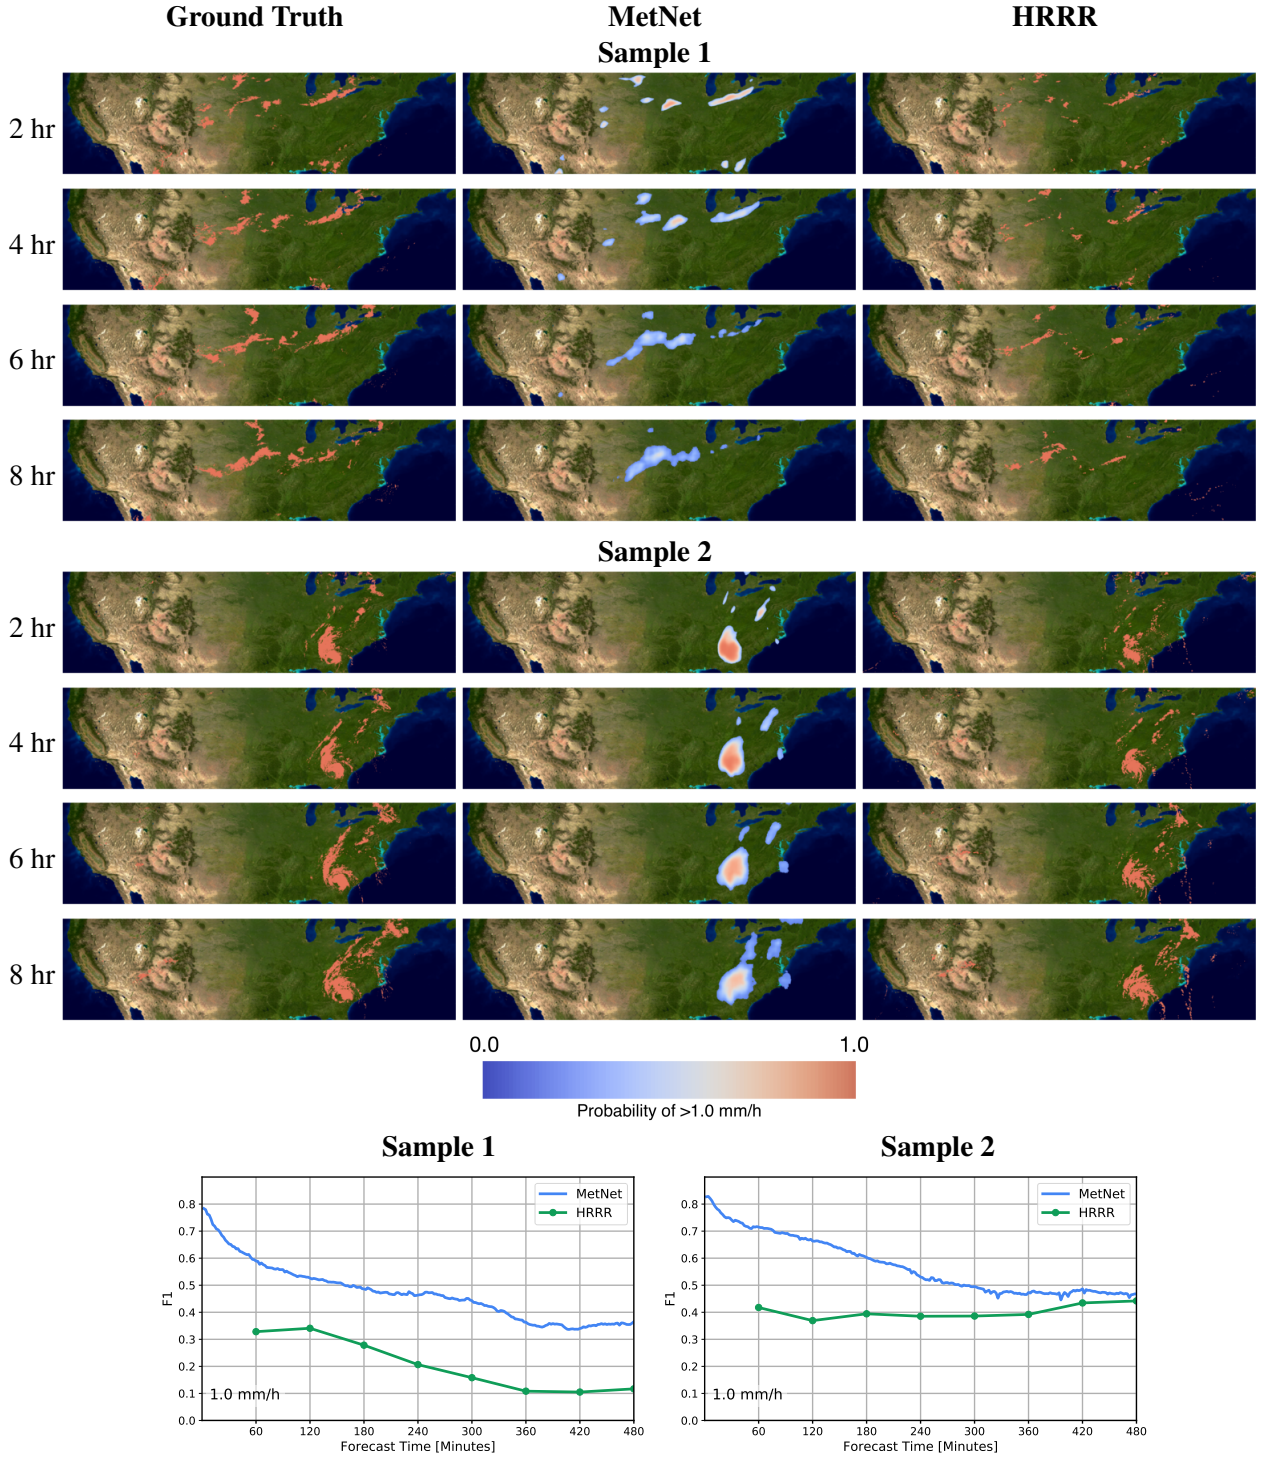 Ground Truth MetNet HRRR
Sample 1
2 hr
4 hr
6 hr
8 hr
Sample 2
2 hr
4 hr
6 hr
8 hr
0.0 1.0
Probability of >1.0 mm/h
Sample 1
0.8
0.7
0.6
0.5
0.4
0.3
0.2
0.1
0.0
F1
MetNet
HRRR
1.0 mm/h
60 120 180 240 300 360 420 480
Forecast Time [Minutes]
Sample 2
0.8
0.7
0.6
0.5
0.4
0.3
0.2
0.1
0.0
F1
MetNet
HRRR
1.0 mm/h
60 120 180 240 300 360 420 480
Forecast Time [Minutes]